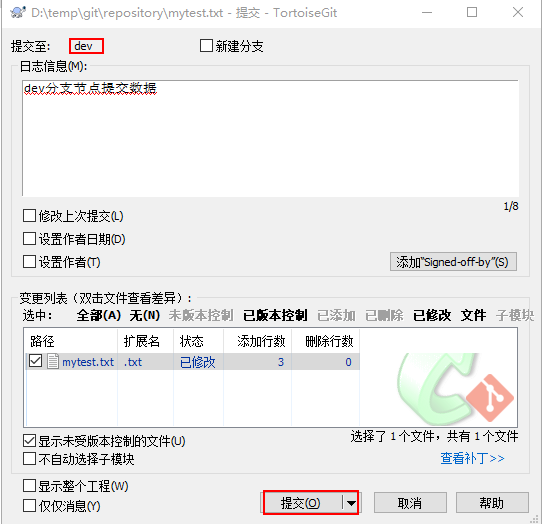 D:\temp\git\repository\mytest.txt - 提交 - TortoiseGit
提交至: dev 新建分支
日志信息(M):
dev分支节点提交数据
1/8
修改上次提交(L)
设置作者日期(D)
设置作者(T) 添加"Signed-off-by"(S)
变更列表（双击文件查看差异）:
选中: 全部(A) 无(N) 未版本控制 已版本控制 已添加 已删除 已修改 文件 子模块
路径 扩展名 状态 添加行数 删除行数
mytest.txt .txt 已修改 3 0
显示未受版本控制的文件(U) 选择了 1 个文件，共有 1 个文件
不自动选择子模块 查看补丁>>
显示整个工程(W)
仅仅消息(Y) 提交(O) 取消 帮助